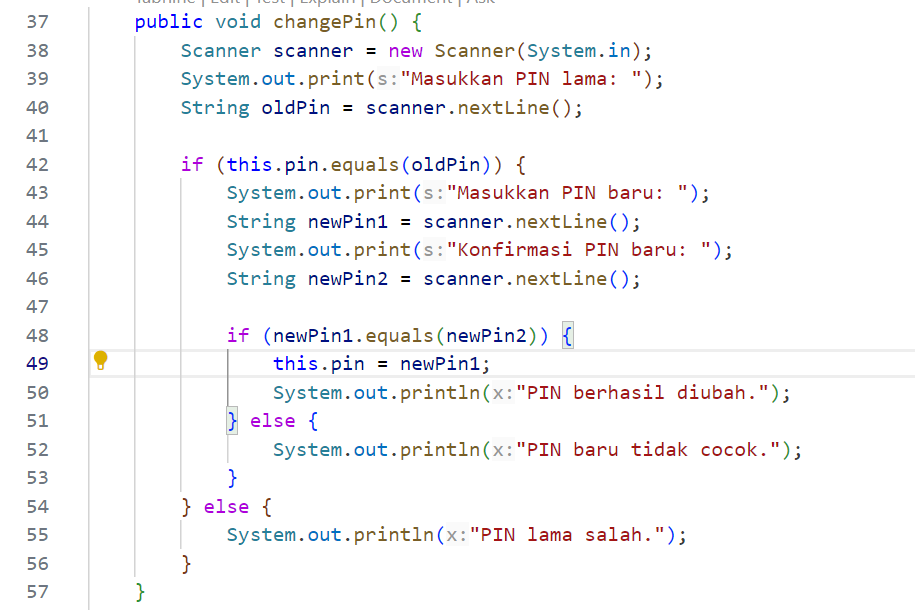 Tabnine | Edit | Test | Explain | Document | Ask
37 public void changePin() {
38 Scanner scanner = new Scanner(System.in);
39 System.out.print(s:"Masukkan PIN lama: ");
40 String oldPin = scanner.nextLine();
41
42 if (this.pin.equals(oldPin)) {
43 System.out.print(s:"Masukkan PIN baru: ");
44 String newPin1 = scanner.nextLine();
45 System.out.print(s:"Konfirmasi PIN baru: ");
46 String newPin2 = scanner.nextLine();
47
48 if (newPin1.equals(newPin2)) {
49 this.pin = newPin1;
50 System.out.println(x:"PIN berhasil diubah.");
51 } else {
52 System.out.println(x:"PIN baru tidak cocok.");
53 }
54 } else {
55 System.out.println(x:"PIN lama salah.");
56 }
57 }